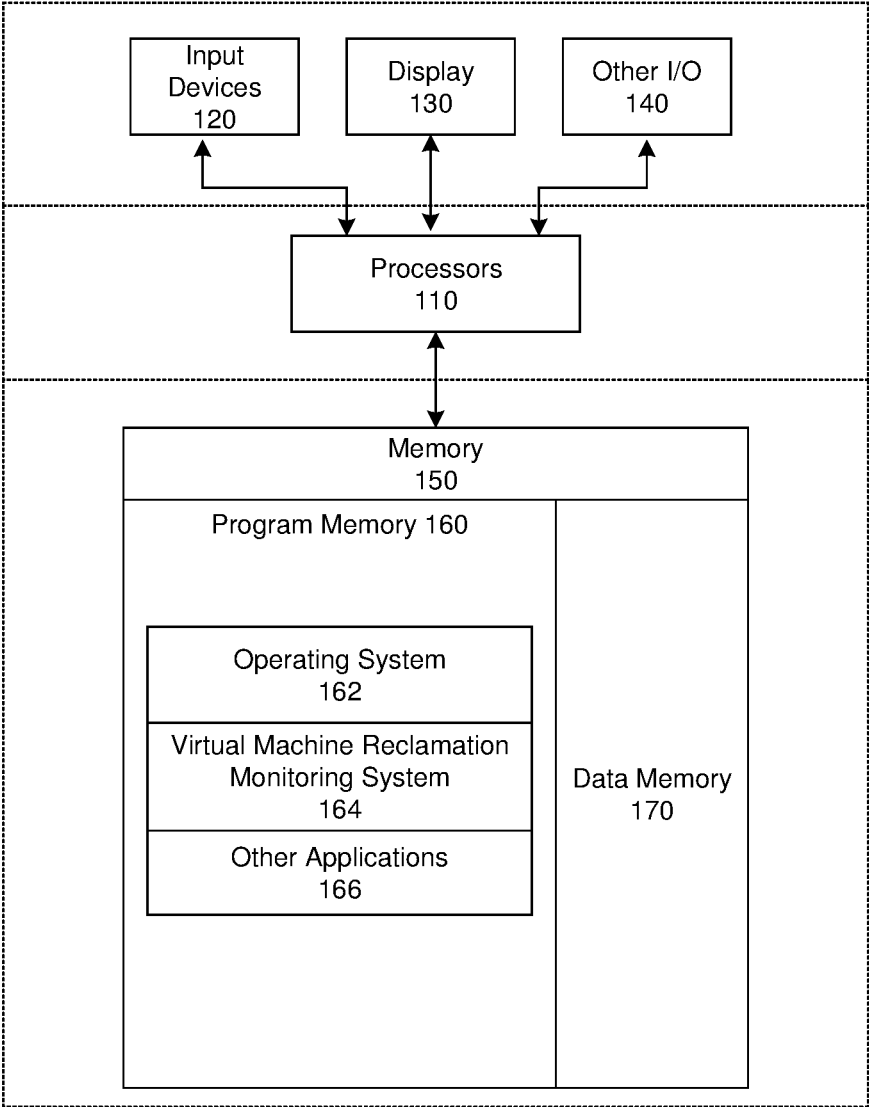 Input
Devices
120
Display
130
Other I/O
140
Processors
110
Memory
150
Program Memory 160
Operating System
162
Virtual Machine Reclamation
Monitoring System
164
Other Applications
166
Data Memory
170